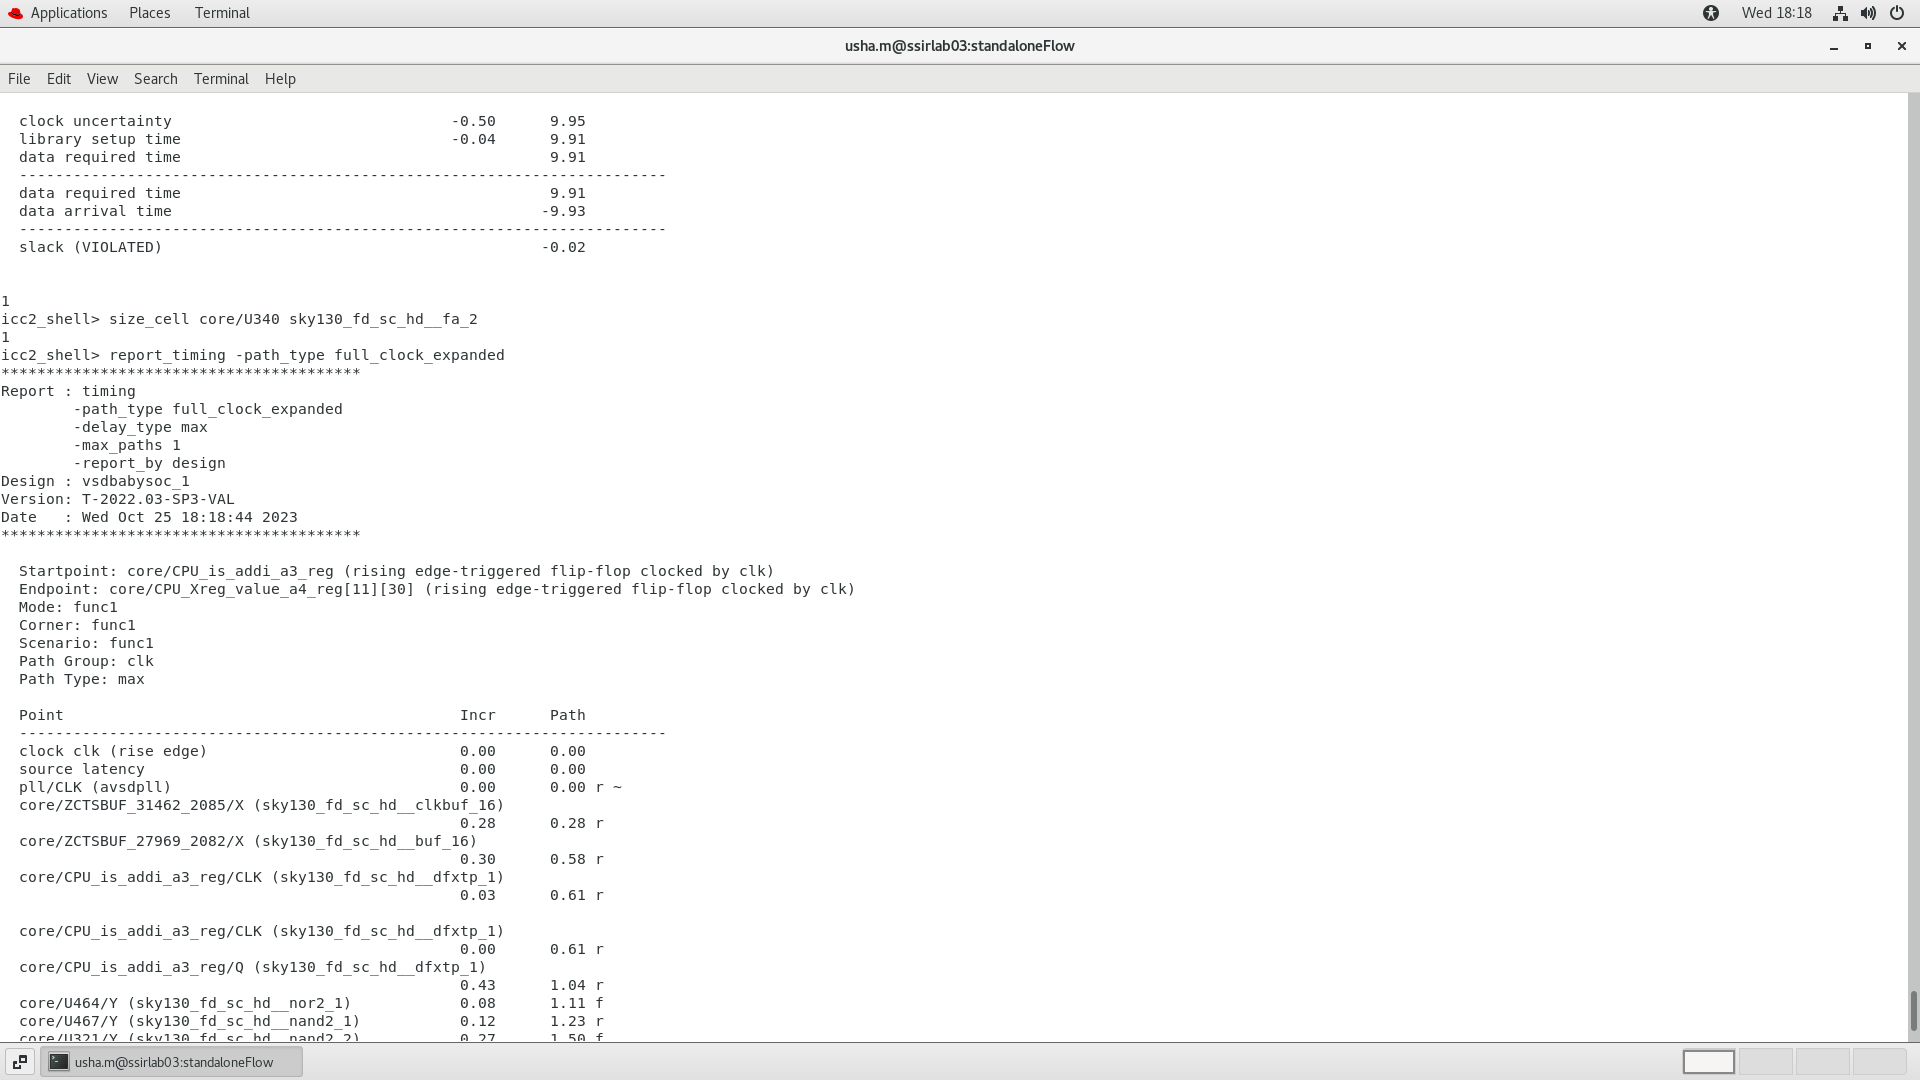 Applications Places Terminal Wed 18:18
usha.m@ssirlab03:standaloneFlow
File Edit View Search Terminal Help
clock uncertainty -0.50 9.95
library setup time -0.04 9.91
data required time 9.91
------------------------------------------------------------------------
data required time 9.91
data arrival time -9.93
------------------------------------------------------------------------
slack (VIOLATED) -0.02
1
icc2_shell> size_cell core/U340 sky130_fd_sc_hd__fa_2
1
icc2_shell> report_timing -path_type full_clock_expanded
****************************************
Report : timing
-path_type full_clock_expanded
-delay_type max
-max_paths 1
-report_by design
Design : vsdbabysoc_1
Version: T-2022.03-SP3-VAL
Date : Wed Oct 25 18:18:44 2023
****************************************
Startpoint: core/CPU_is_addi_a3_reg (rising edge-triggered flip-flop clocked by clk)
Endpoint: core/CPU_Xreg_value_a4_reg[11][30] (rising edge-triggered flip-flop clocked by clk)
Mode: func1
Corner: func1
Scenario: func1
Path Group: clk
Path Type: max
Point Incr Path
------------------------------------------------------------------------
clock clk (rise edge) 0.00 0.00
source latency 0.00 0.00
pll/CLK (avsdpll) 0.00 0.00 r ~
core/ZCTSBUF_31462_2085/X (sky130_fd_sc_hd__clkbuf_16)
0.28 0.28 r
core/ZCTSBUF_27969_2082/X (sky130_fd_sc_hd__buf_16)
0.30 0.58 r
core/CPU_is_addi_a3_reg/CLK (sky130_fd_sc_hd__dfxtp_1)
0.03 0.61 r
core/CPU_is_addi_a3_reg/CLK (sky130_fd_sc_hd__dfxtp_1)
0.00 0.61 r
core/CPU_is_addi_a3_reg/Q (sky130_fd_sc_hd__dfxtp_1)
0.43 1.04 r
core/U464/Y (sky130_fd_sc_hd__nor2_1) 0.08 1.11 f
core/U467/Y (sky130_fd_sc_hd__nand2_1) 0.12 1.23 r
core/U321/Y (sky130_fd_sc_hd__nand2_2) 0.27 1.50 f
usha.m@ssirlab03:standaloneFlow